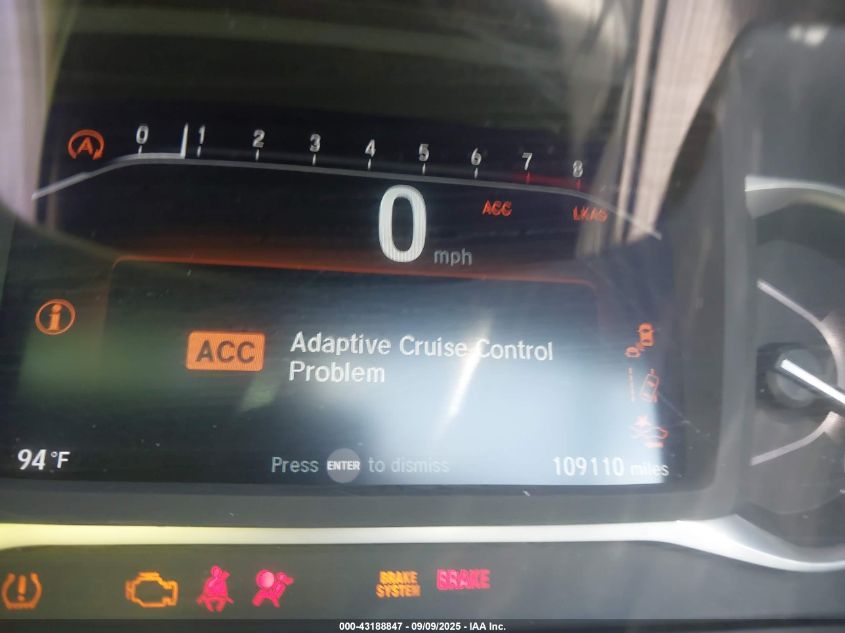 A 0 1 2 3 4 5 6 7 8
ACC LKAS
0 mph
i
ACC Adaptive Cruise Control
Problem
94°F Press ENTER to dismiss 109110 miles
BRAKE
SYSTEM BRAKE
000-43188847 - 09/09/2025 - IAA Inc.